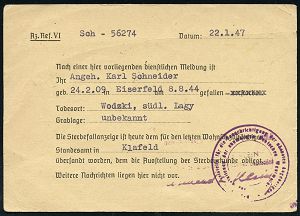 Az. Ref. VI Sch - 56274 Datum: 22.1.47
Nach einer hier vorliegenden dienstlichen Meldung ist
Ihr Angeh. Karl Schneider
geb. 24.2.09 Eiserfeld 8.8.44 gefallen
Todesort: Wodzki, südl. Lagy
Grablage: unbekannt
Die Sterbefallanzeige ist heute dem für den letzten
Standesamt in Klafeld
übersandt worden, dem die Ausstellung der Sterbeurkunde obliegt.
Weitere Nachrichten liegen hier nicht vor.